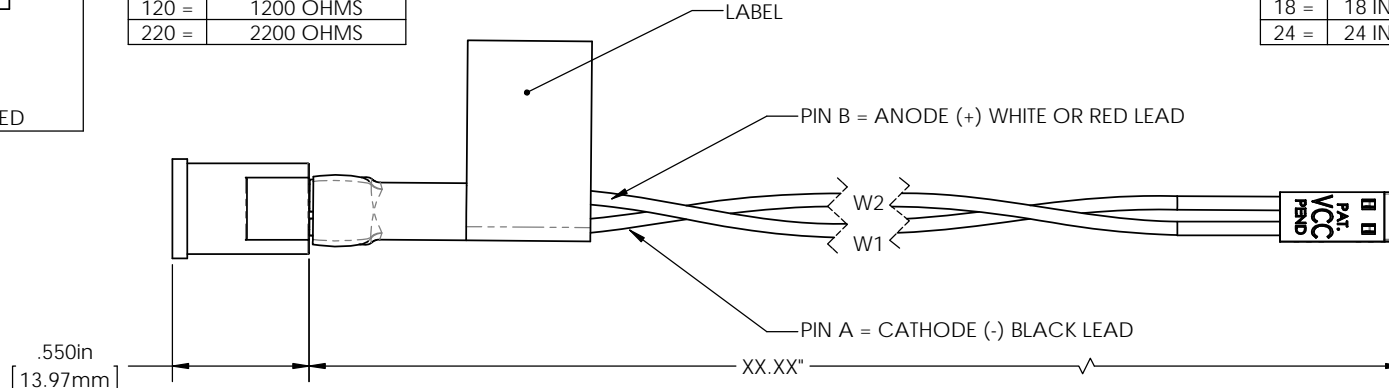 120 = 1200 OHMS
220 = 2200 OHMS
LABEL
18 = 18 IN
24 = 24 IN
ED
PIN B = ANODE (+) WHITE OR RED LEAD
W2
W1
PAT.
VCC
PEND
PIN A = CATHODE (-) BLACK LEAD
.550in
[13.97mm]
XX.XX"